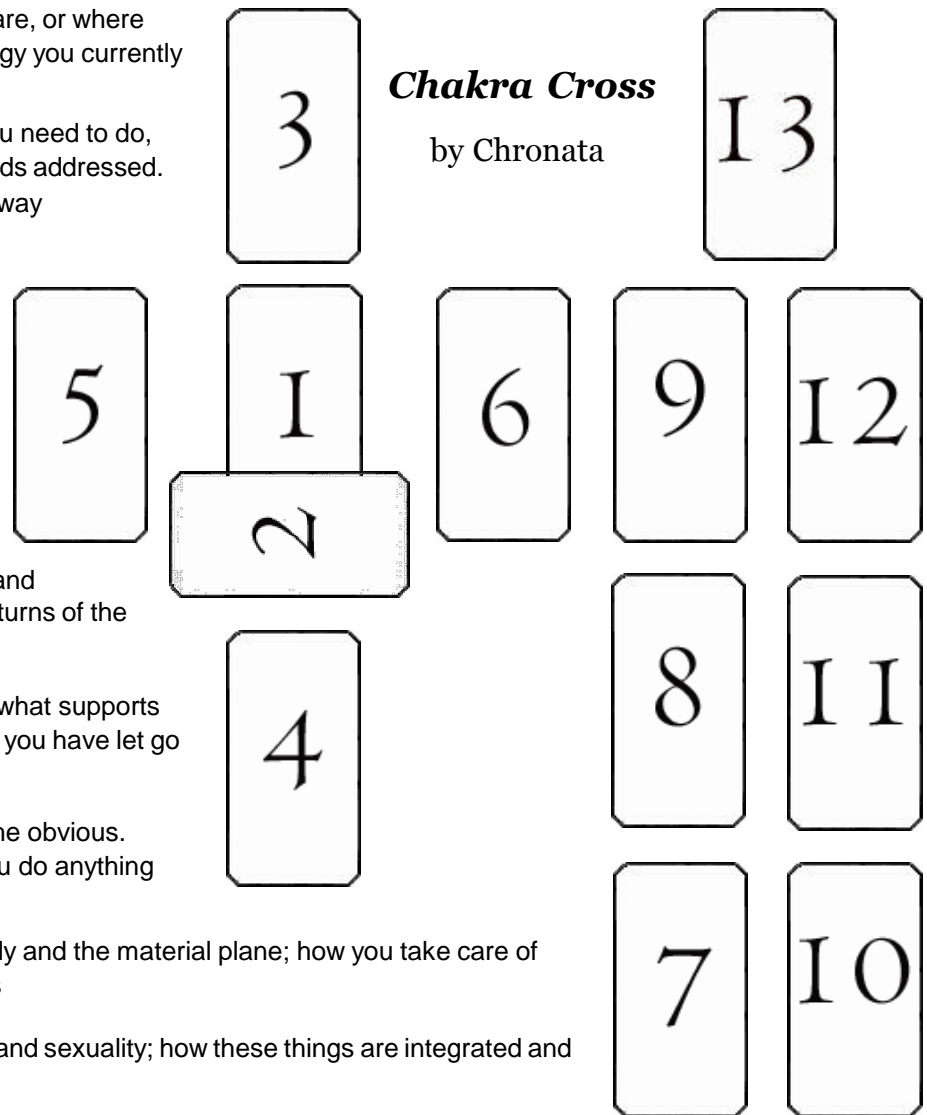 are, or where
gy you currently
u need to do,
ds addressed.
way
3
Chakra Cross
by Chronata
13
5
1
6
9
12
2
and
turns of the
what supports
you have let go
4
8
11
he obvious.
u do anything
ly and the material plane; how you take care of
s
and sexuality; how these things are integrated and
7
10